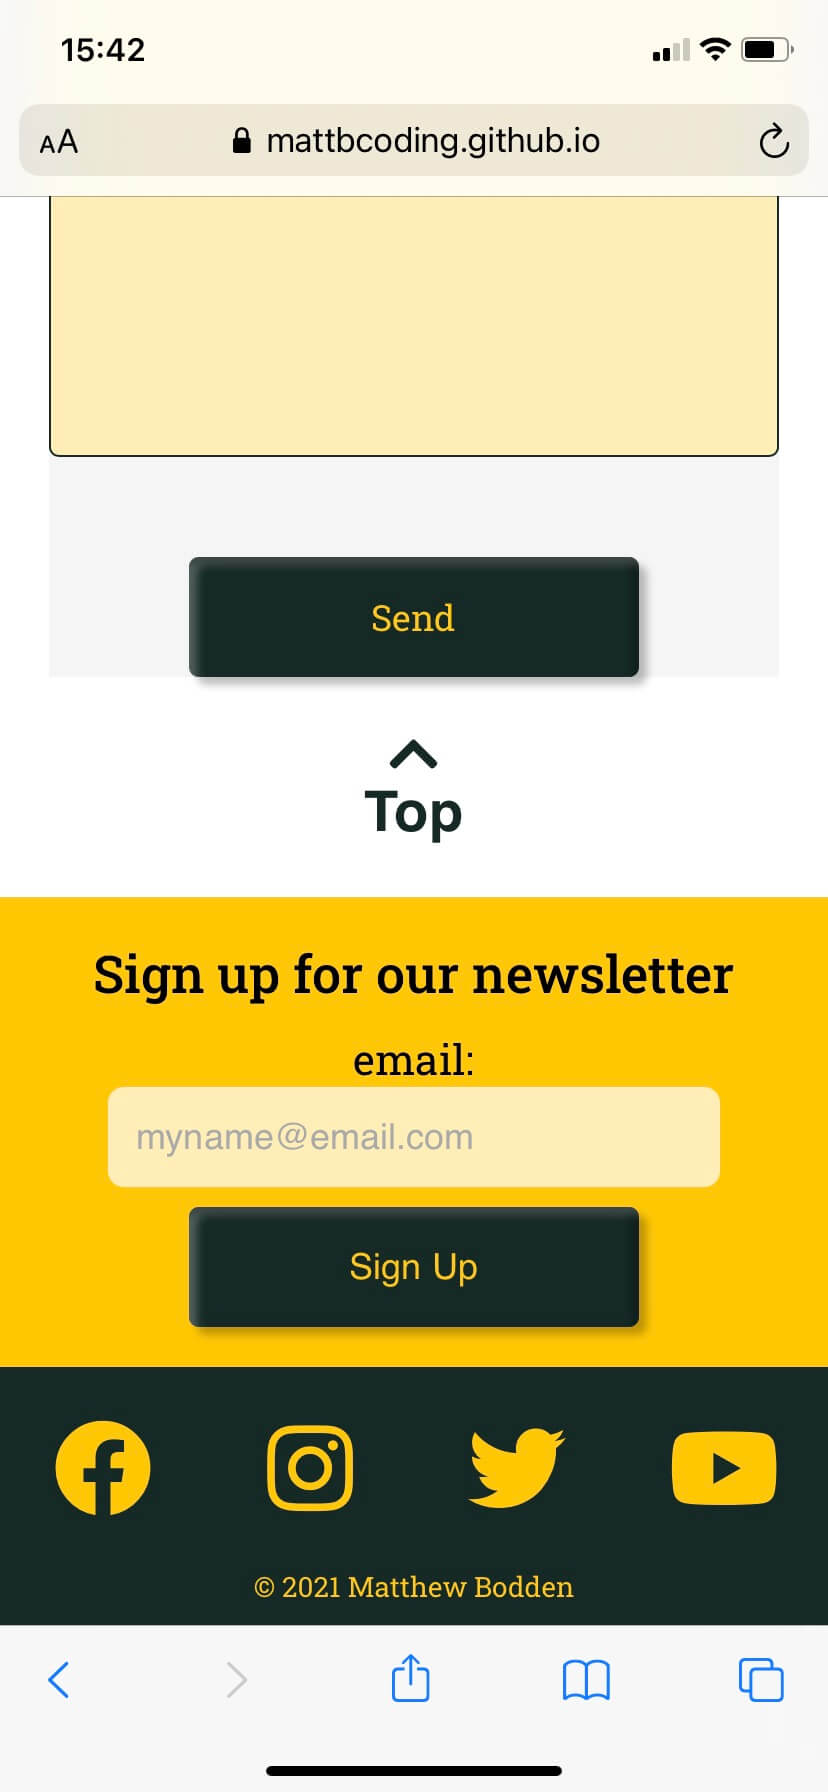 15:42
AA mattbcoding.github.io
Send
Top
Sign up for our newsletter
email:
myname@email.com
Sign Up
© 2021 Matthew Bodden